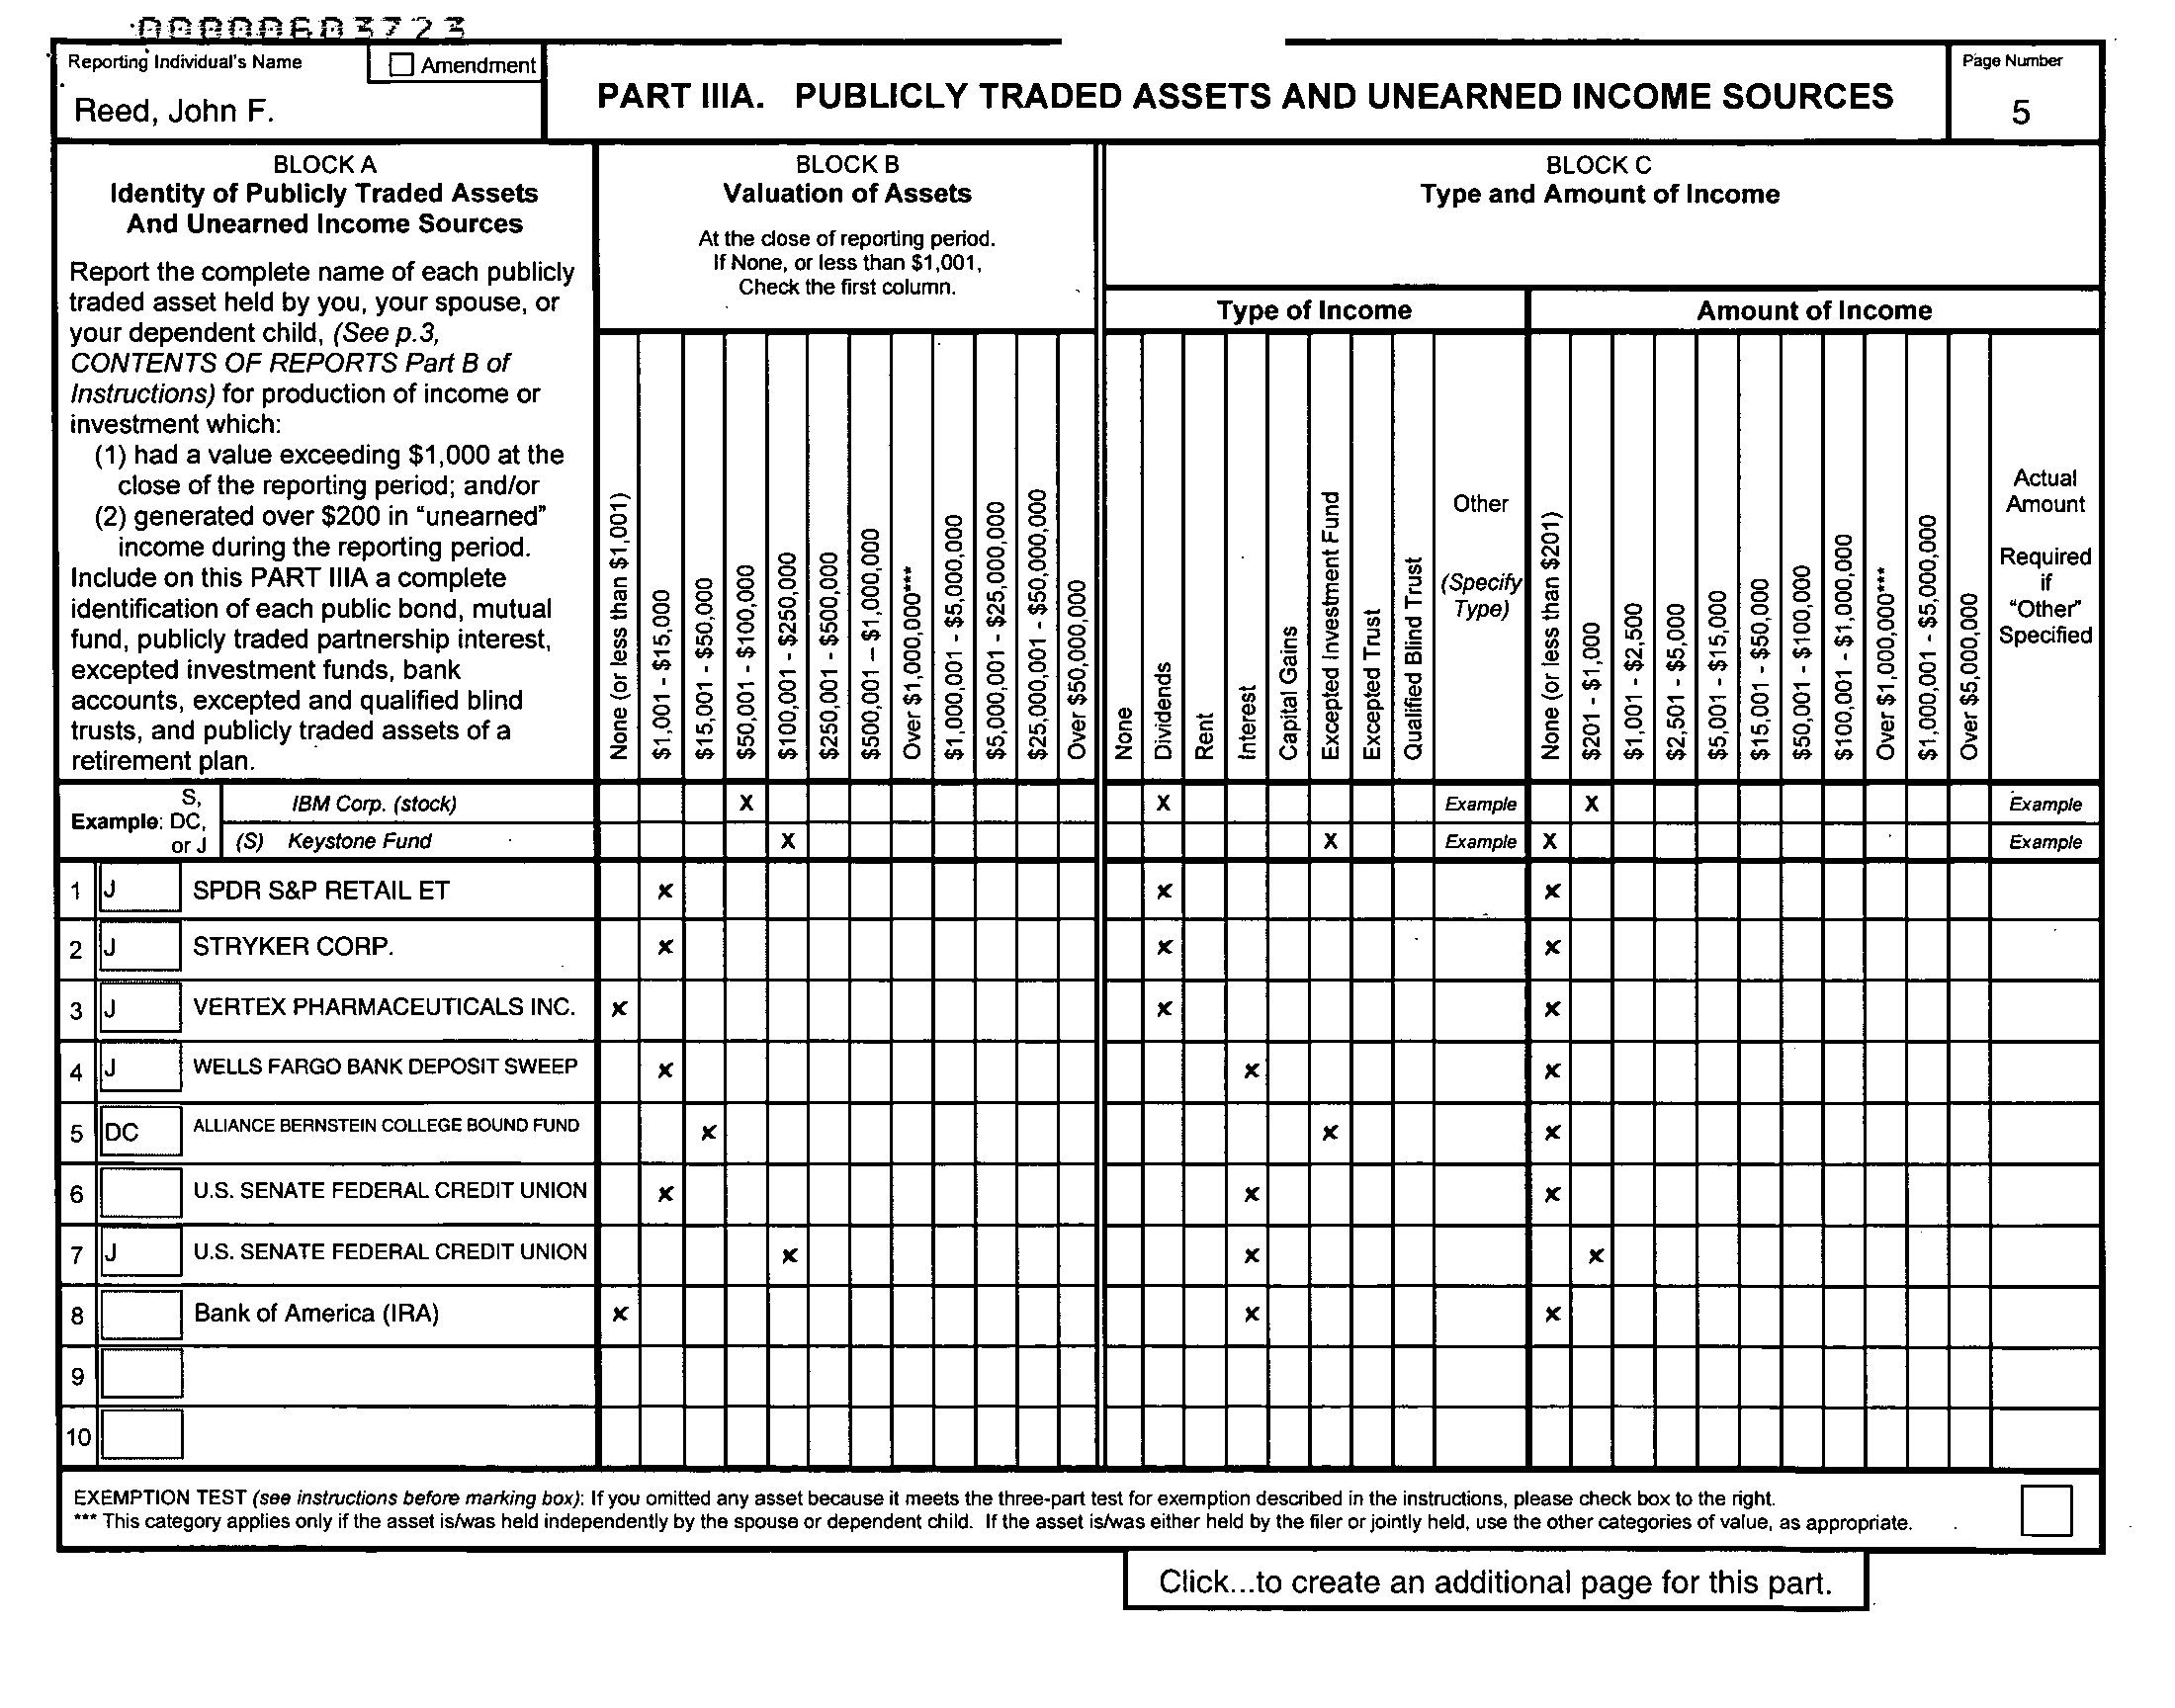 00000603723
Reporting Individual's Name
Amendment
Reed, John F.
PART IIIA. PUBLICLY TRADED ASSETS AND UNEARNED INCOME SOURCES
Page Number
5
BLOCK A
Identity of Publicly Traded Assets
And Unearned Income Sources
Report the complete name of each publicly
traded asset held by you, your spouse, or
your dependent child, (See p.3,
CONTENTS OF REPORTS Part B of
Instructions) for production of income or
investment which:
(1) had a value exceeding $1,000 at the
close of the reporting period; and/or
(2) generated over $200 in "unearned"
income during the reporting period.
Include on this PART IIIA a complete
identification of each public bond, mutual
fund, publicly traded partnership interest,
excepted investment funds, bank
accounts, excepted and qualified blind
trusts, and publicly traded assets of a
retirement plan.
BLOCK B
Valuation of Assets
At the close of reporting period.
If None, or less than $1,001,
Check the first column.
None (or less than $1,001)
$1,001 - $15,000
$15,001 - $50,000
$50,001 - $100,000
$100,001 - $250,000
$250,001 - $500,000
$500,001 – $1,000,000
Over $1,000,000***
$1,000,001 - $5,000,000
$5,000,001 - $25,000,000
$25,000,001 - $50,000,000
Over $50,000,000
BLOCK C
Type and Amount of Income
Type of Income
None
Dividends
Rent
Interest
Capital Gains
Excepted Investment Fund
Excepted Trust
Qualified Blind Trust
Other
(Specify
Type)
Amount of Income
None (or less than $201)
$201 - $1,000
$1,001 - $2,500
$2,501 - $5,000
$5,001 - $15,000
$15,001 - $50,000
$50,001 - $100,000
$100,001 - $1,000,000
Over $1,000,000***
$1,000,001 - $5,000,000
Over $5,000,000
Actual
Amount
Required
if
"Other"
Specified
Example: S, DC, or J
IBM Corp. (stock) X X Example X Example
(S) Keystone Fund X X Example X Example
1 J SPDR S&P RETAIL ET x x x
2 J STRYKER CORP. x x x
3 J VERTEX PHARMACEUTICALS INC. x x x
4 J WELLS FARGO BANK DEPOSIT SWEEP x x x
5 DC ALLIANCE BERNSTEIN COLLEGE BOUND FUND x x x
6 U.S. SENATE FEDERAL CREDIT UNION x x x
7 J U.S. SENATE FEDERAL CREDIT UNION x x x
8 Bank of America (IRA) x x x
9
10
EXEMPTION TEST (see instructions before marking box): If you omitted any asset because it meets the three-part test for exemption described in the instructions, please check box to the right.
*** This category applies only if the asset is/was held independently by the spouse or dependent child. If the asset is/was either held by the filer or jointly held, use the other categories of value, as appropriate.
Click...to create an additional page for this part.